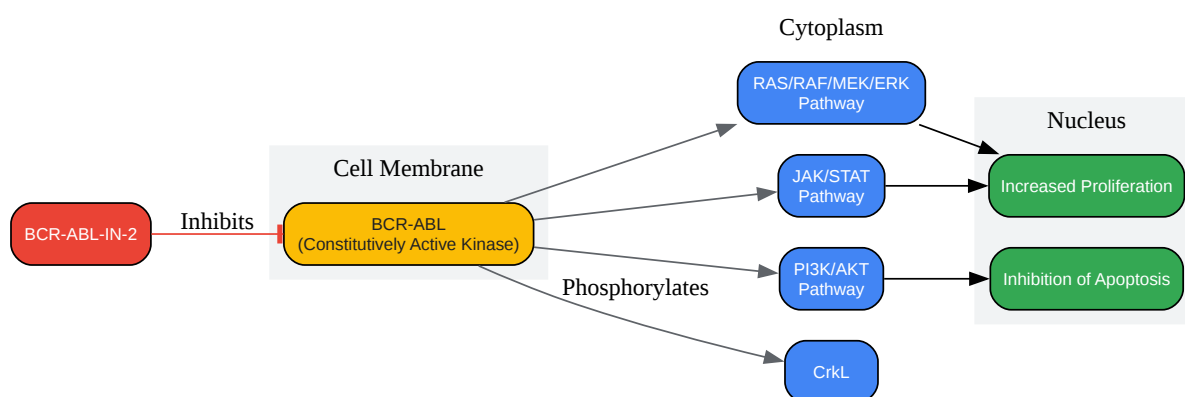 Cytoplasm
RAS/RAF/MEK/ERK
Pathway
Nucleus
Cell Membrane
JAK/STAT
Pathway
Increased Proliferation
BCR-ABL-IN-2
Inhibits
BCR-ABL
(Constitutively Active Kinase)
Phosphorylates
PI3K/AKT
Pathway
Inhibition of Apoptosis
CrkL